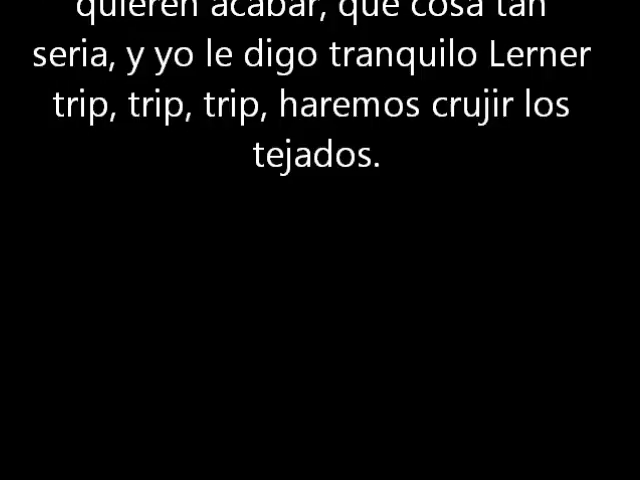 quieren acabar, que cosa tan
seria, y yo le digo tranquilo Lerner
trip, trip, trip, haremos crujir los
tejados.